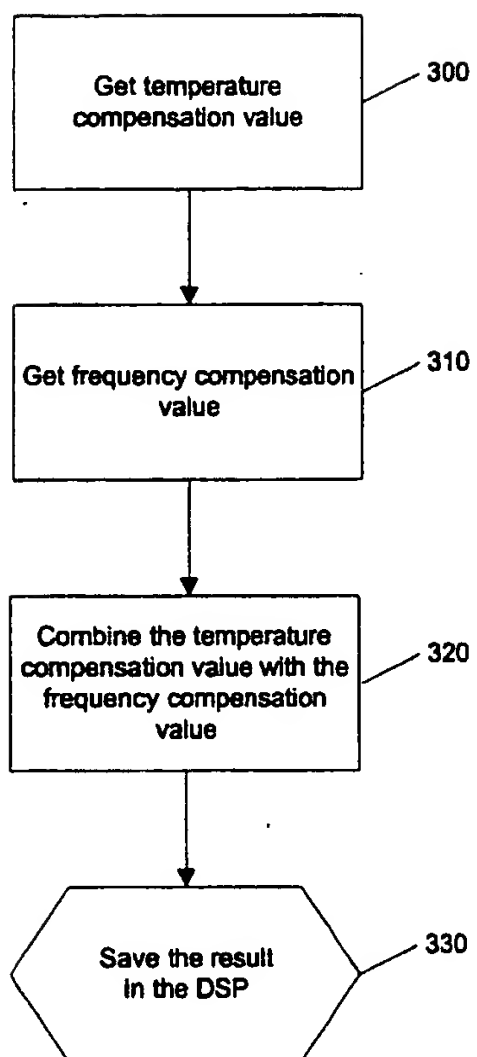 Get temperature
compensation value
300
Get frequency compensation
value
310
Combine the temperature
compensation value with the
frequency compensation
value
320
Save the result
in the DSP
330